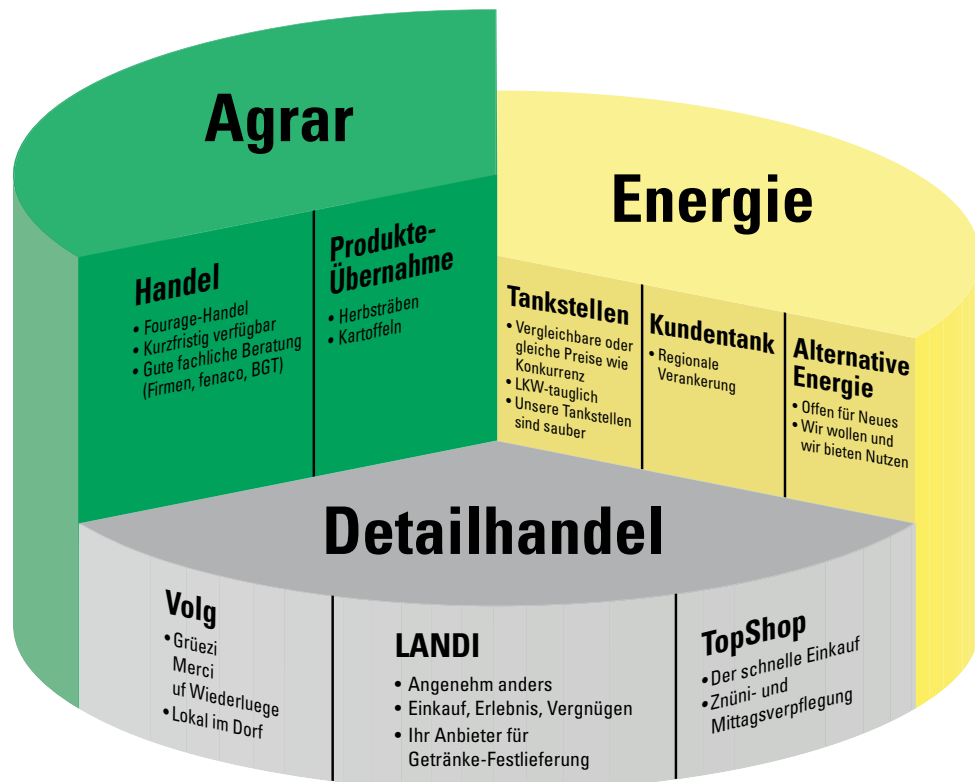 Agrar
Handel
• Fourage-Handel
• Kurzfristig verfügbar
• Gute fachliche Beratung
(Firmen, fenaco, BGT)
Produkte-
Übernahme
• Herbsträben
• Kartoffeln
Energie
Tankstellen
• Vergleichbare oder
gleiche Preise wie
Konkurrenz
• LKW-tauglich
• Unsere Tankstellen
sind sauber
Kundentank
• Regionale
Verankerung
Alternative
Energie
• Offen für Neues
• Wir wollen und
wir bieten Nutzen
Detailhandel
Volg
• Grüezi
Merci
uf Wiederluege
• Lokal im Dorf
LANDI
• Angenehm anders
• Einkauf, Erlebnis, Vergnügen
• Ihr Anbieter für
Getränke-Festlieferung
TopShop
• Der schnelle Einkauf
• Znüni- und
Mittagsverpflegung